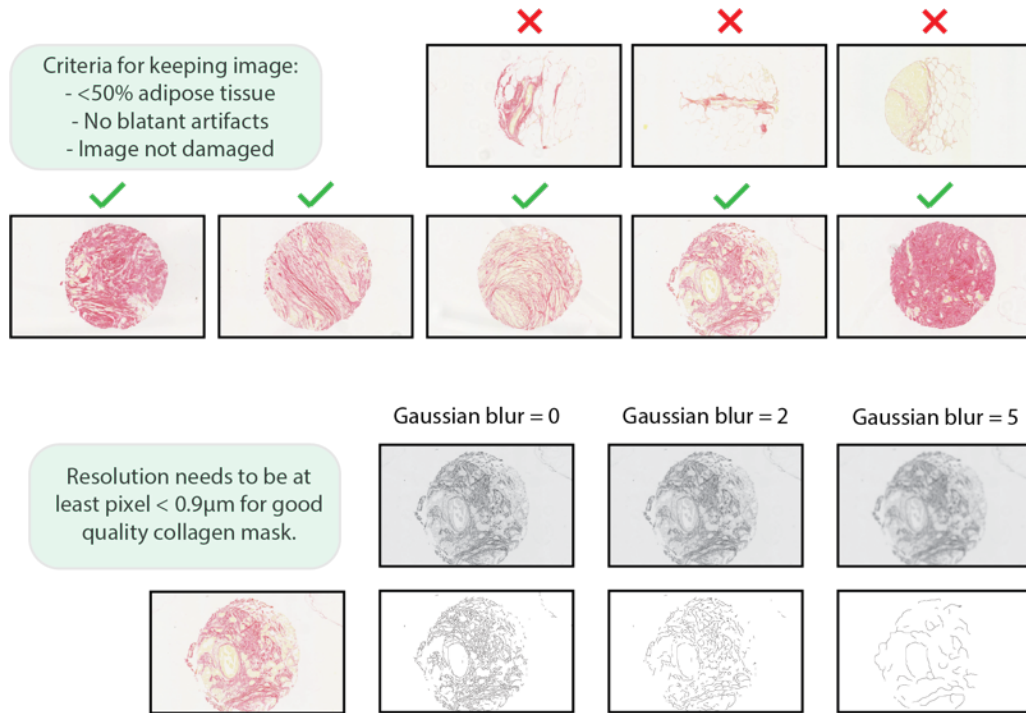 Criteria for keeping image:
- <50% adipose tissue
- No blatant artifacts
- Image not damaged
Gaussian blur = 0
Gaussian blur = 2
Gaussian blur = 5
Resolution needs to be at
least pixel < 0.9μm for good
quality collagen mask.